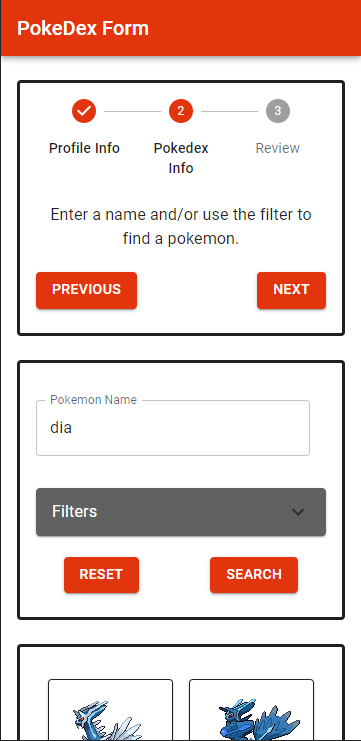 PokeDex Form
2
3
Profile Info
Pokedex
Info
Review
Enter a name and/or use the filter to
find a pokemon.
PREVIOUS
NEXT
Pokemon Name
dia
Filters
RESET
SEARCH